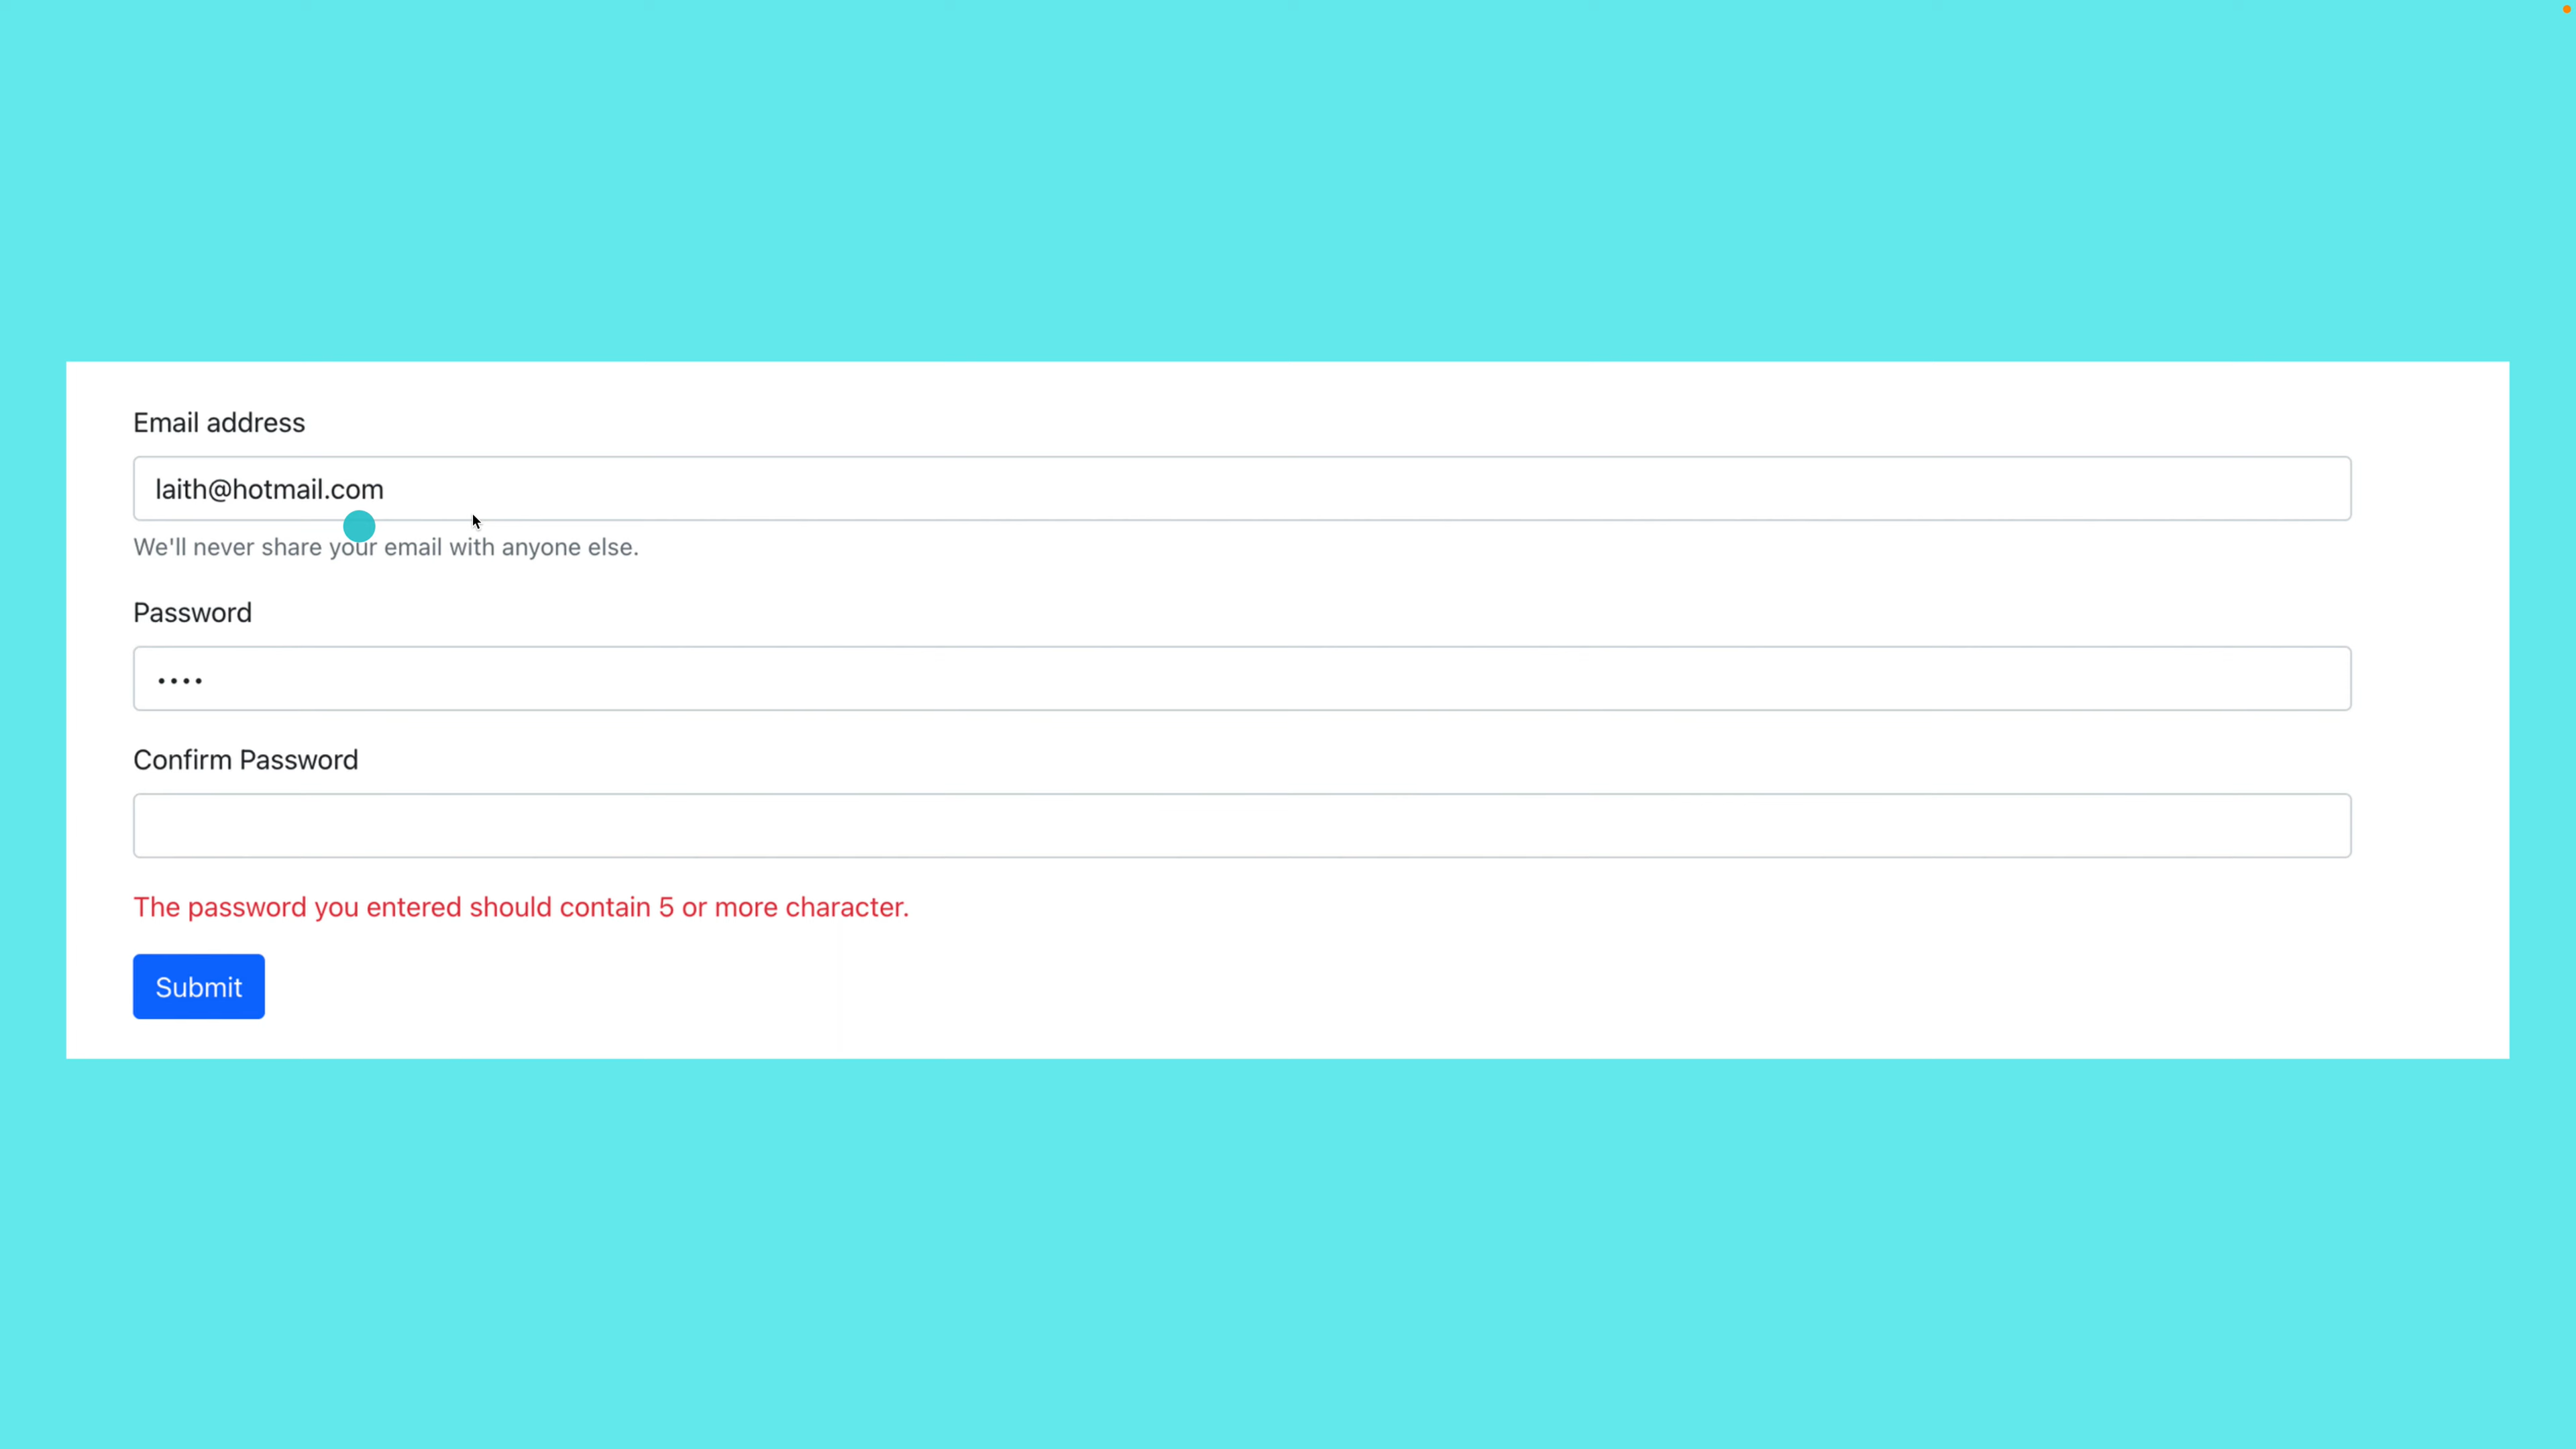 Email address
laith@hotmail.com
We'll never share your email with anyone else.
Password
••••
Confirm Password
The password you entered should contain 5 or more character.
Submit